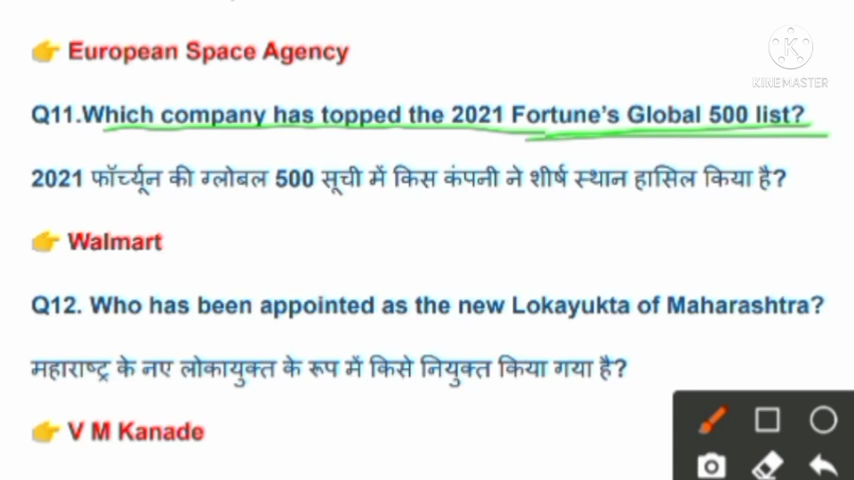 KINEMASTER
👉 European Space Agency
Q11.Which company has topped the 2021 Fortune's Global 500 list?
2021 फॉर्च्यून की ग्लोबल 500 सूची में किस कंपनी ने शीर्ष स्थान हासिल किया है?
👉 Walmart
Q12. Who has been appointed as the new Lokayukta of Maharashtra?
महाराष्ट्र के नए लोकायुक्त के रूप में किसे नियुक्त किया गया है?
👉 V M Kanade